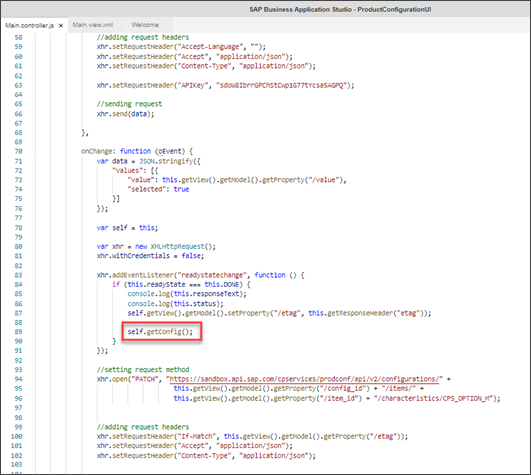 SAP Business Application Studio - ProductConfigurationUI
Main.controller.js × Main.view.xml Welcome
58 //adding request headers
59 xhr.setRequestHeader("Accept-Language", "");
60 xhr.setRequestHeader("Accept", "application/json");
61 xhr.setRequestHeader("Content-Type", "application/json");
62
63 xhr.setRequestHeader("APIKey", "sdoW8IbrrGPChStCwp1G77tYcsa5AGPQ");
64
65 //sending request
66 xhr.send(data);
67
68 },
69
70 onChange: function (oEvent) {
71 var data = JSON.stringify({
72 "values": [{
73 "value": this.getView().getModel().getProperty("/value"),
74 "selected": true
75 }]
76 });
77
78 var self = this;
79
80 var xhr = new XMLHttpRequest();
81 xhr.withCredentials = false;
82
83 xhr.addEventListener("readystatechange", function () {
84 if (this.readyState === this.DONE) {
85 console.log(this.responseText);
86 console.log(this.status);
87 self.getView().getModel().setProperty("/etag", this.getResponseHeader("etag"));
88
89 self.getConfig();
90 }
91 });
92
93 //setting request method
94 xhr.open("PATCH", "https://sandbox.api.sap.com/cpservices/prodconf/api/v2/configurations/" +
95 this.getView().getModel().getProperty("/config_id") + "/items/" +
96 this.getView().getModel().getProperty("/item_id") + "/characteristics/CPS_OPTION_M");
97
98
99 //adding request headers
100 xhr.setRequestHeader("If-Match", this.getView().getModel().getProperty("/etag"));
101 xhr.setRequestHeader("Accept", "application/json");
102 xhr.setRequestHeader("Content-Type", "application/json");